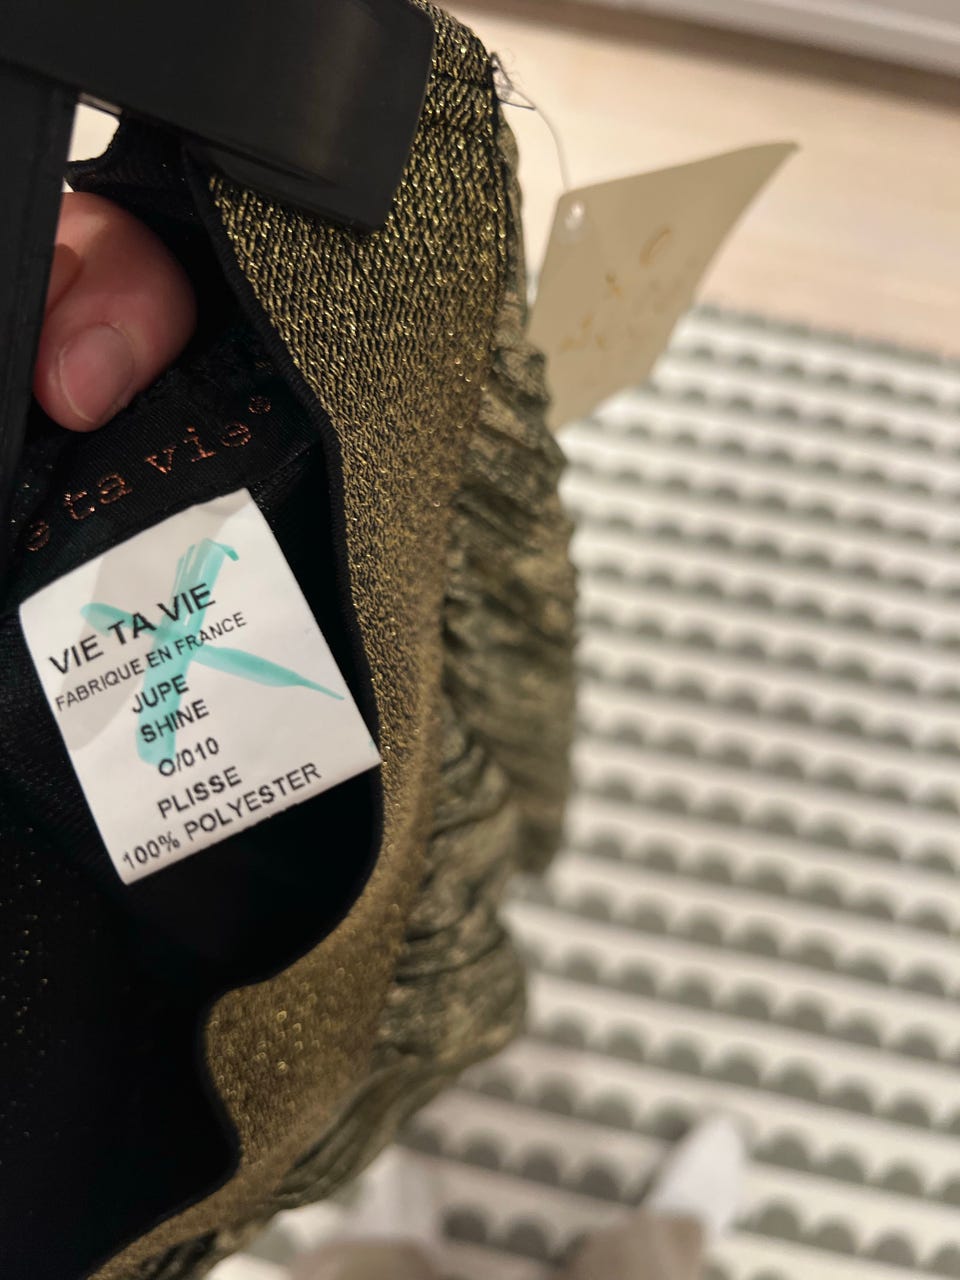 e ta vie
VIE TA VIE
FABRIQUE EN FRANCE
JUPE
SHINE
O/010
PLISSE
100% POLYESTER